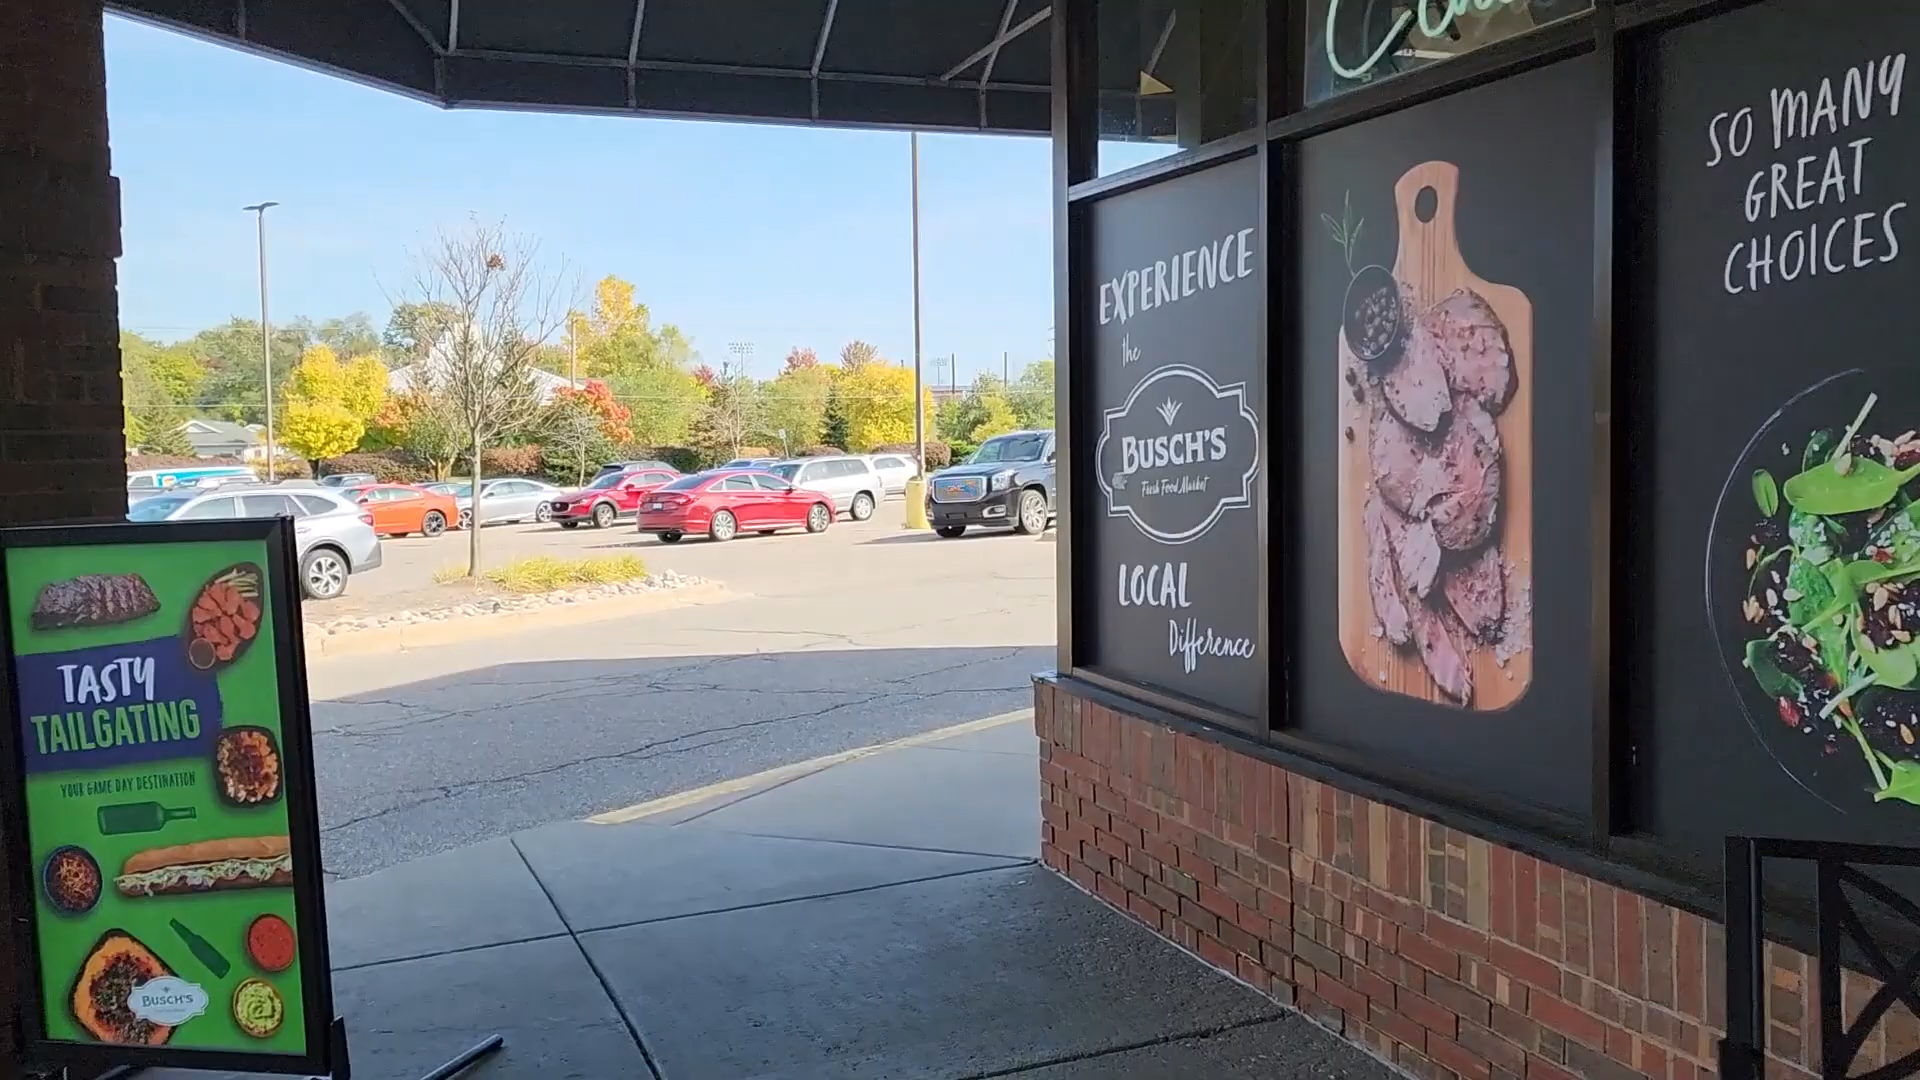 TASTY
TAILGATING
YOUR GAME DAY DESTINATION
BUSCH'S
EXPERIENCE
the
BUSCH'S
Fresh Food Market
LOCAL
Difference
SO MANY
GREAT
CHOICES